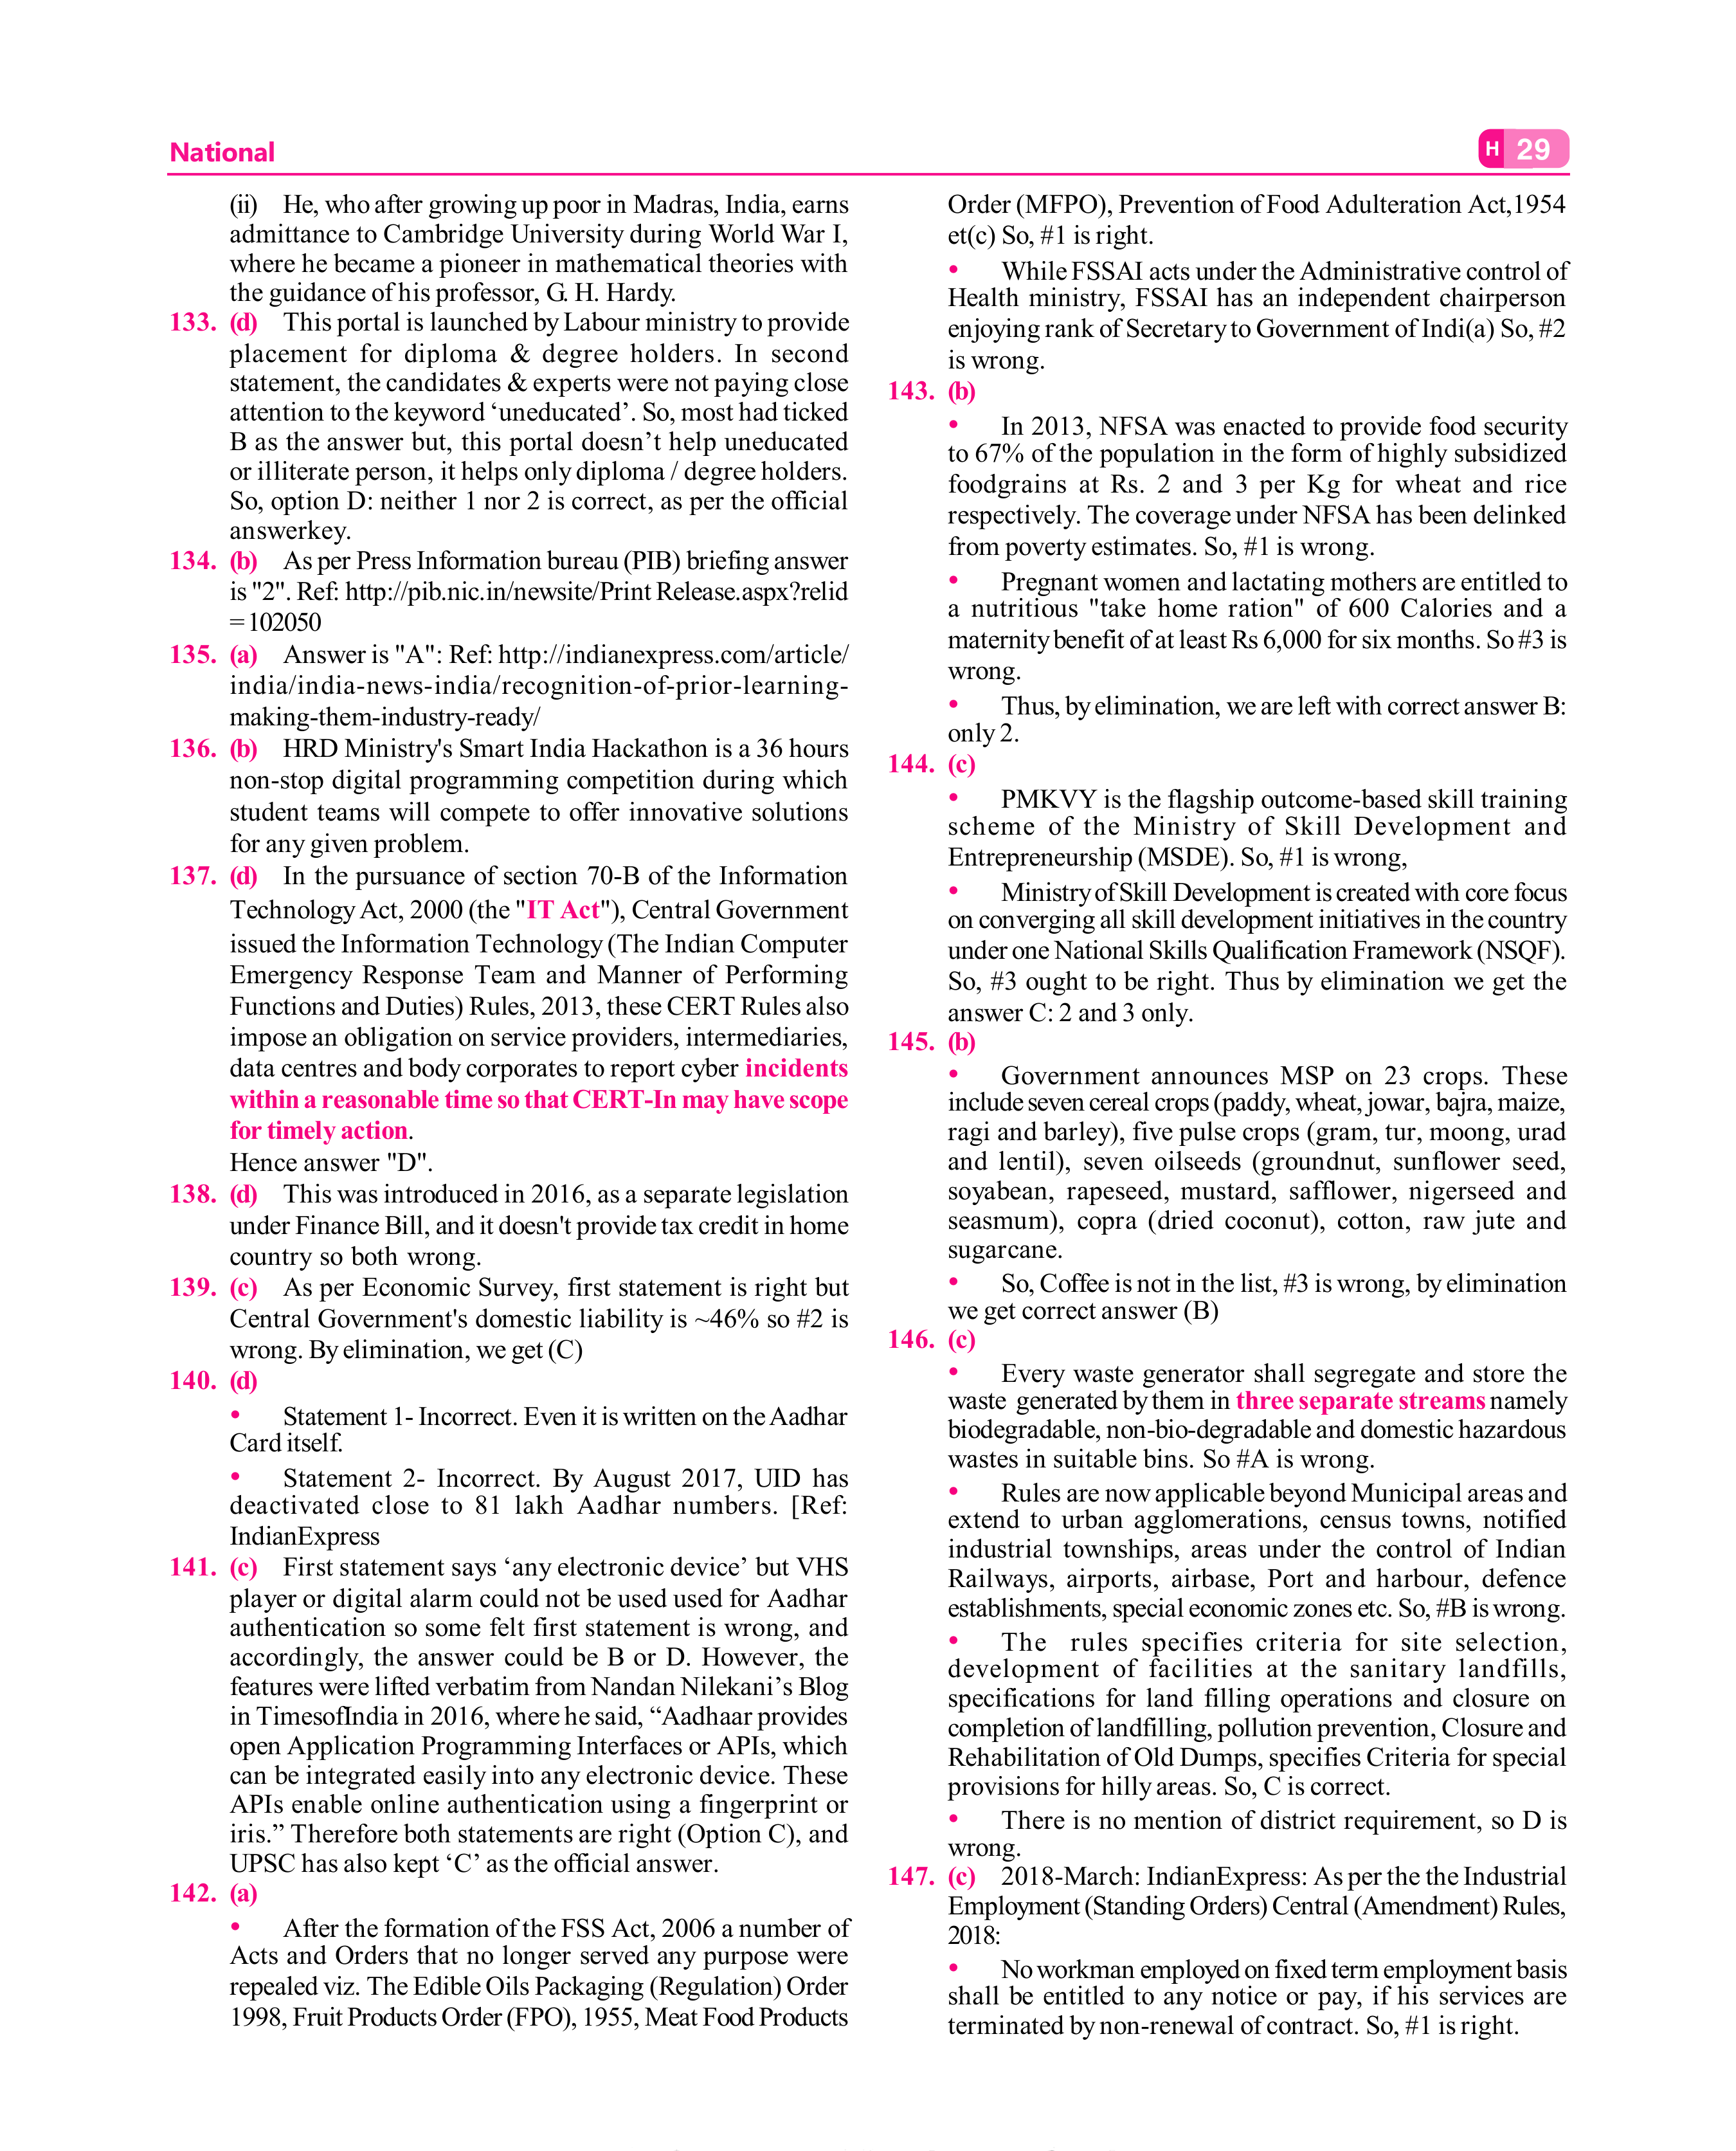 National
H 29
(ii) He, who after growing up poor in Madras, India, earns
admittance to Cambridge University during World War I,
where he became a pioneer in mathematical theories with
the guidance of his professor, G. H. Hardy.
133. (d) This portal is launched by Labour ministry to provide
placement for diploma & degree holders. In second
statement, the candidates & experts were not paying close
attention to the keyword ‘uneducated’. So, most had ticked
B as the answer but, this portal doesn’t help uneducated
or illiterate person, it helps only diploma / degree holders.
So, option D: neither 1 nor 2 is correct, as per the official
answerkey.
134. (b) As per Press Information bureau (PIB) briefing answer
is "2". Ref: http://pib.nic.in/newsite/Print Release.aspx?relid
=102050
135. (a) Answer is "A": Ref: http://indianexpress.com/article/
india/india-news-india/recognition-of-prior-learning-
making-them-industry-ready/
136. (b) HRD Ministry's Smart India Hackathon is a 36 hours
non-stop digital programming competition during which
student teams will compete to offer innovative solutions
for any given problem.
137. (d) In the pursuance of section 70-B of the Information
Technology Act, 2000 (the "IT Act"), Central Government
issued the Information Technology (The Indian Computer
Emergency Response Team and Manner of Performing
Functions and Duties) Rules, 2013, these CERT Rules also
impose an obligation on service providers, intermediaries,
data centres and body corporates to report cyber incidents
within a reasonable time so that CERT-In may have scope
for timely action.
Hence answer "D".
138. (d) This was introduced in 2016, as a separate legislation
under Finance Bill, and it doesn't provide tax credit in home
country so both wrong.
139. (c) As per Economic Survey, first statement is right but
Central Government's domestic liability is ~46% so #2 is
wrong. By elimination, we get (C)
140. (d)
• Statement 1- Incorrect. Even it is written on the Aadhar
Card itself.
• Statement 2- Incorrect. By August 2017, UID has
deactivated close to 81 lakh Aadhar numbers. [Ref:
IndianExpress
141. (c) First statement says ‘any electronic device’ but VHS
player or digital alarm could not be used used for Aadhar
authentication so some felt first statement is wrong, and
accordingly, the answer could be B or D. However, the
features were lifted verbatim from Nandan Nilekani’s Blog
in TimesofIndia in 2016, where he said, “Aadhaar provides
open Application Programming Interfaces or APIs, which
can be integrated easily into any electronic device. These
APIs enable online authentication using a fingerprint or
iris.” Therefore both statements are right (Option C), and
UPSC has also kept ‘C’ as the official answer.
142. (a)
• After the formation of the FSS Act, 2006 a number of
Acts and Orders that no longer served any purpose were
repealed viz. The Edible Oils Packaging (Regulation) Order
1998, Fruit Products Order (FPO), 1955, Meat Food Products
Order (MFPO), Prevention of Food Adulteration Act,1954
et(c) So, #1 is right.
• While FSSAI acts under the Administrative control of
Health ministry, FSSAI has an independent chairperson
enjoying rank of Secretary to Government of Indi(a) So, #2
is wrong.
143. (b)
• In 2013, NFSA was enacted to provide food security
to 67% of the population in the form of highly subsidized
foodgrains at Rs. 2 and 3 per Kg for wheat and rice
respectively. The coverage under NFSA has been delinked
from poverty estimates. So, #1 is wrong.
• Pregnant women and lactating mothers are entitled to
a nutritious "take home ration" of 600 Calories and a
maternity benefit of at least Rs 6,000 for six months. So #3 is
wrong.
• Thus, by elimination, we are left with correct answer B:
only 2.
144. (c)
• PMKVY is the flagship outcome-based skill training
scheme of the Ministry of Skill Development and
Entrepreneurship (MSDE). So, #1 is wrong,
• Ministry of Skill Development is created with core focus
on converging all skill development initiatives in the country
under one National Skills Qualification Framework (NSQF).
So, #3 ought to be right. Thus by elimination we get the
answer C: 2 and 3 only.
145. (b)
• Government announces MSP on 23 crops. These
include seven cereal crops (paddy, wheat, jowar, bajra, maize,
ragi and barley), five pulse crops (gram, tur, moong, urad
and lentil), seven oilseeds (groundnut, sunflower seed,
soyabean, rapeseed, mustard, safflower, nigerseed and
seasmum), copra (dried coconut), cotton, raw jute and
sugarcane.
• So, Coffee is not in the list, #3 is wrong, by elimination
we get correct answer (B)
146. (c)
• Every waste generator shall segregate and store the
waste generated by them in three separate streams namely
biodegradable, non-bio-degradable and domestic hazardous
wastes in suitable bins. So #A is wrong.
• Rules are now applicable beyond Municipal areas and
extend to urban agglomerations, census towns, notified
industrial townships, areas under the control of Indian
Railways, airports, airbase, Port and harbour, defence
establishments, special economic zones etc. So, #B is wrong.
• The rules specifies criteria for site selection,
development of facilities at the sanitary landfills,
specifications for land filling operations and closure on
completion of landfilling, pollution prevention, Closure and
Rehabilitation of Old Dumps, specifies Criteria for special
provisions for hilly areas. So, C is correct.
• There is no mention of district requirement, so D is
wrong.
147. (c) 2018-March: IndianExpress: As per the the Industrial
Employment (Standing Orders) Central (Amendment) Rules,
2018:
• No workman employed on fixed term employment basis
shall be entitled to any notice or pay, if his services are
terminated by non-renewal of contract. So, #1 is right.